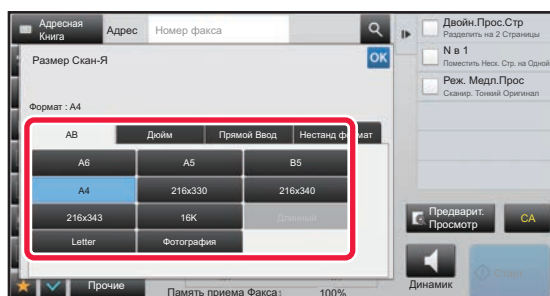 Адресная
Книга
Адрес
Номер факса
Размер Скан-Я
OK
Формат : A4
AB
Дюйм
Прямой Ввод
Нестанд формат
A6
A5
B5
A4
216x330
216x340
216x343
16K
Длинный
Letter
Фотография
Прочие
Память приема Факса:
100%
Двойн.Прос.Стр
Разделить на 2 Страницы
N в 1
Поместить Неск. Стр. на Одной
Реж. Медл.Прос
Сканир. Тонкий Оригинал
Предварит.
Просмотр
CA
Динамик
Старт